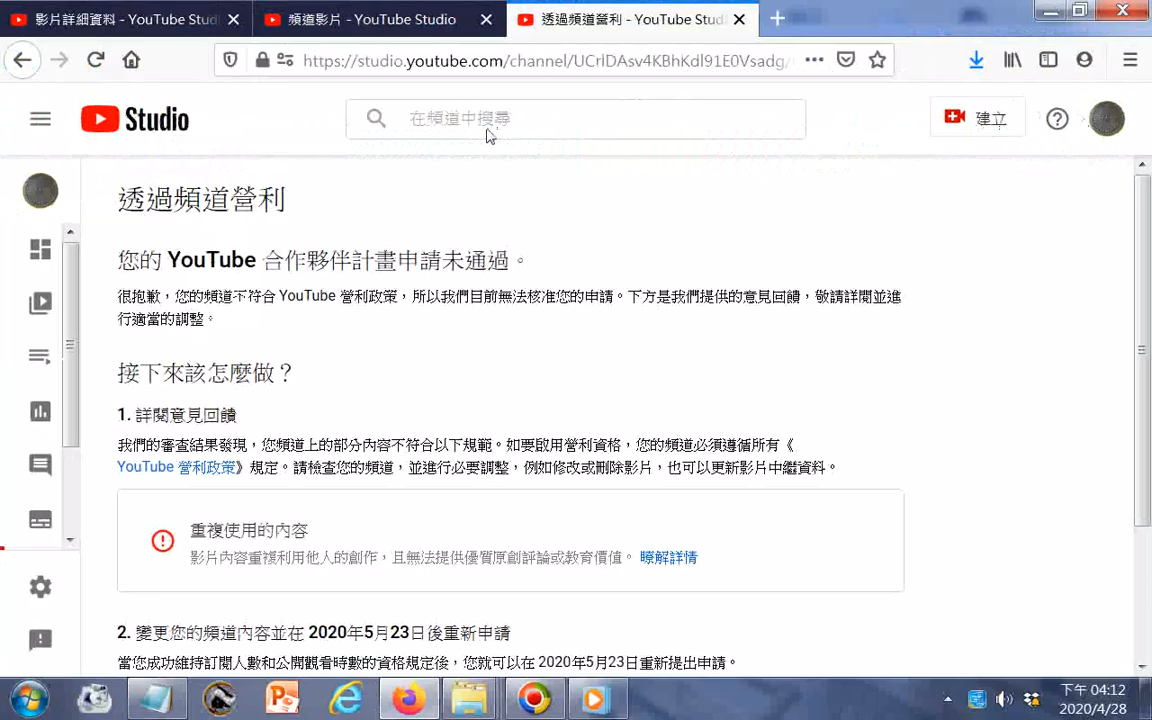 影片詳細資料 - YouTube Stud
頻道影片 - YouTube Studio
透過頻道營利 - YouTube Stud
https://studio.youtube.com/channel/UCrlDAsv4KBhKdl91E0Vsadg/
Studio
在頻道中搜尋
建立
透過頻道營利
您的 YouTube 合作夥伴計畫申請未通過。
很抱歉，您的頻道不符合 YouTube 營利政策，所以我們目前無法核准您的申請。下方是我們提供的意見回饋，敬請詳閱並進
行適當的調整。
接下來該怎麼做？
1. 詳閱意見回饋
我們的審查結果發現，您頻道上的部分內容不符合以下規範。如要啟用營利資格，您的頻道必須遵循所有《
YouTube 營利政策》規定。請檢查您的頻道，並進行必要調整，例如修改或刪除影片，也可以更新影片中繼資料。
重複使用的內容
影片內容重複利用他人的創作，且無法提供優質原創評論或教育價值。 瞭解詳情
2. 變更您的頻道內容並在 2020年5月23日後重新申請
當您成功維持訂閱人數和公開觀看時數的資格規定後，您就可以在 2020年5月23日重新提出申請。
下午 04:12
2020/4/28